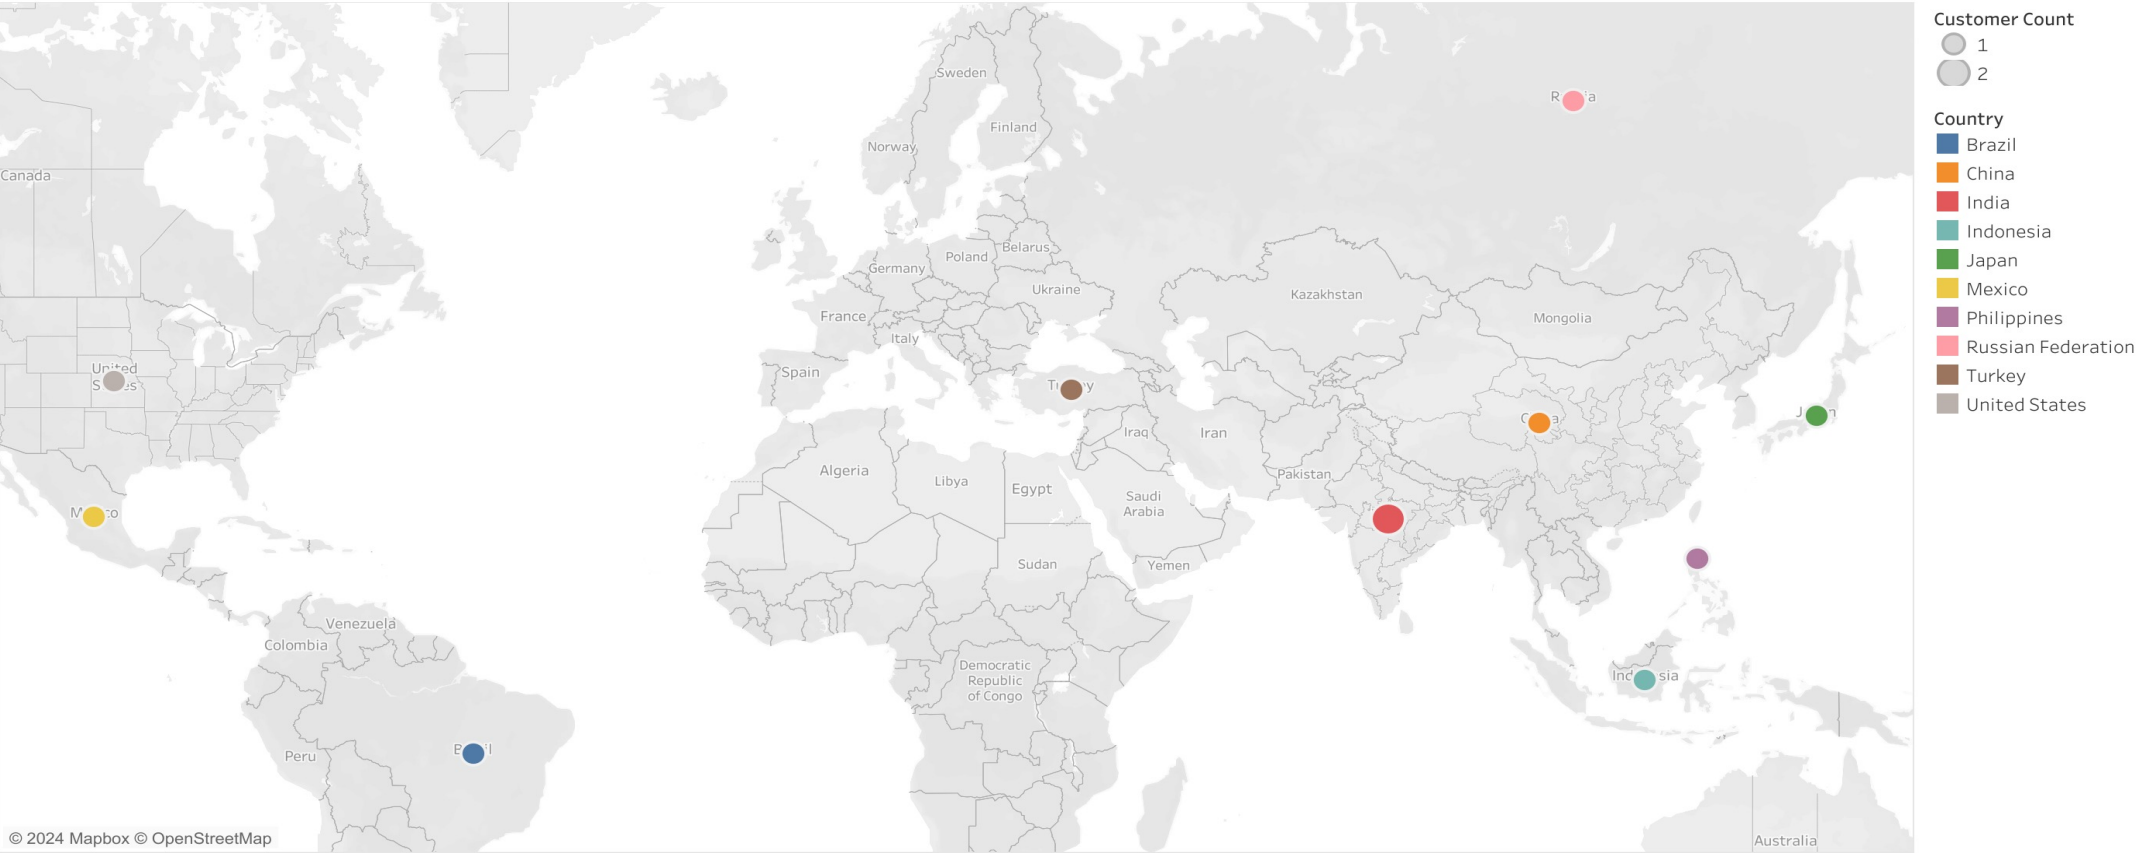 Customer Count
1
2
Country
Brazil
China
India
Indonesia
Japan
Mexico
Philippines
Russian Federation
Turkey
United States
Sweden
Finland
Norway
Canada
Belarus
Poland
Germany
Ukraine
Kazakhstan
France
Mongolia
Italy
United
Spain
Iraq
Iran
Algeria
Pakistan
Libya
Egypt
Saudi
Arabia
Sudan
Yemen
Venezuela
Colombia
Democratic
Republic
of Congo
Peru
Australia
© 2024 Mapbox © OpenStreetMap